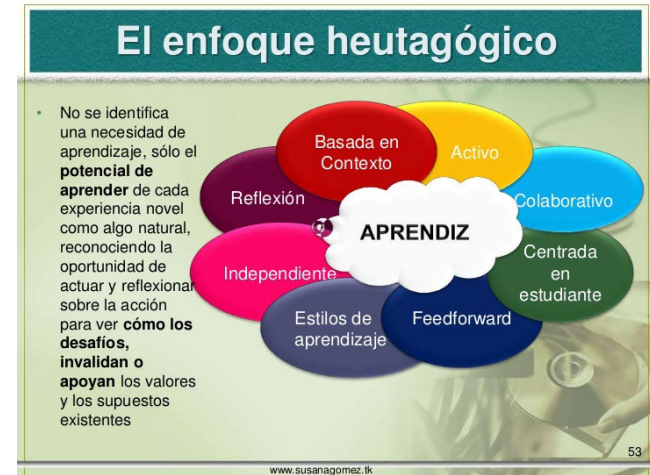 El enfoque heutagógico
• No se identifica
una necesidad de
aprendizaje, sólo el
potencial de
aprender de cada
experiencia novel
como algo natural,
reconociendo la
oportunidad de
actuar y reflexionar
sobre la acción
para ver cómo los
desafíos,
invalidan o
apoyan los valores
y los supuestos
existentes
Basada en
Contexto
Activo
Colaborativo
Centrada
en
estudiante
Feedforward
Estilos de
aprendizaje
Independiente
Reflexión
APRENDIZ
53
www.susanagomez.tk